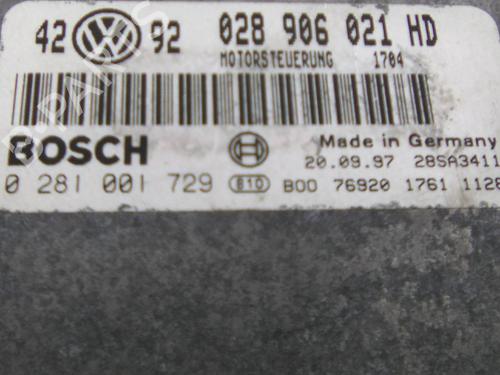 42 VW 92 028 906 021 HD
MOTORSTEUERUNG 1704
BOSCH Made in Germany
20.09.97 28SA3411
0 281 001 729 B10 B00 76920 1761 1128